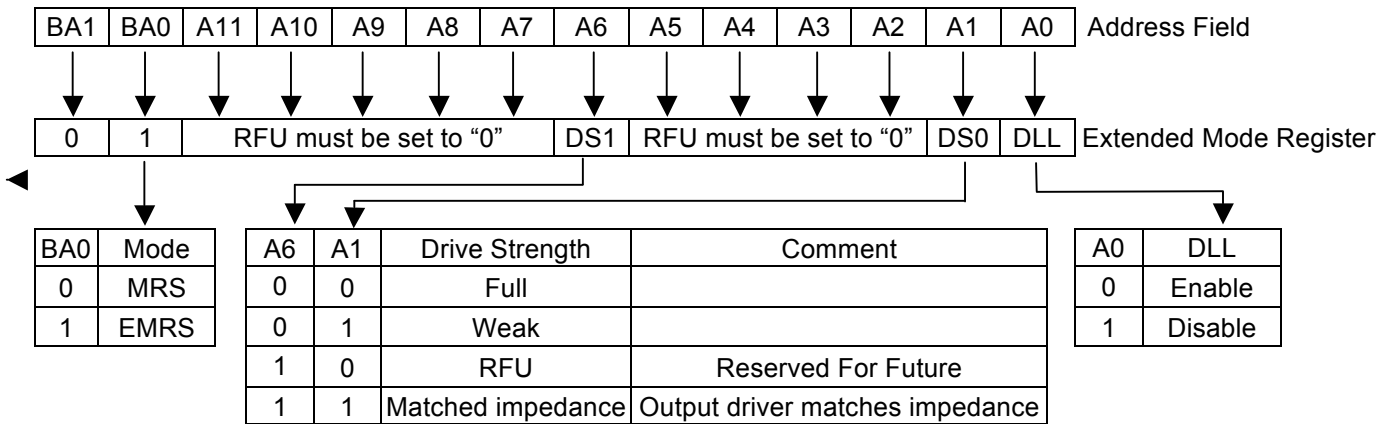 BA1 BA0 A11 A10 A9 A8 A7 A6 A5 A4 A3 A2 A1 A0 Address Field
0 1 RFU must be set to “0” DS1 RFU must be set to “0” DS0 DLL Extended Mode Register
BA0 Mode
0 MRS
1 EMRS
A6 A1 Drive Strength Comment
0 0 Full
0 1 Weak
1 0 RFU Reserved For Future
1 1 Matched impedance Output driver matches impedance
A0 DLL
0 Enable
1 Disable